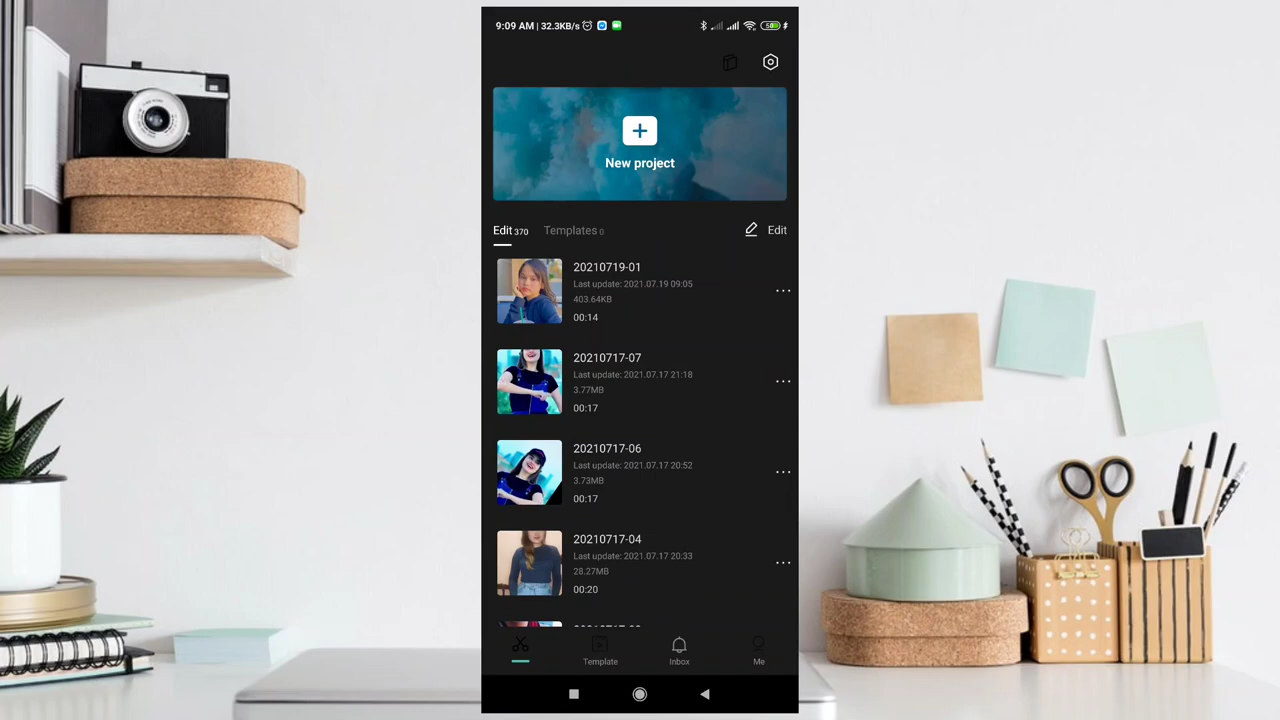 9:09 AM | 32.3KB/s
50
New project
Edit 370
Templates 0
Edit
20210719-01
Last update: 2021.07.19 09:05
403.64KB
00:14
20210717-07
Last update: 2021.07.17 21:18
3.77MB
00:17
20210717-06
Last update: 2021.07.17 20:52
3.73MB
00:17
20210717-04
Last update: 2021.07.17 20:33
28.27MB
00:20
Template
Inbox
Me